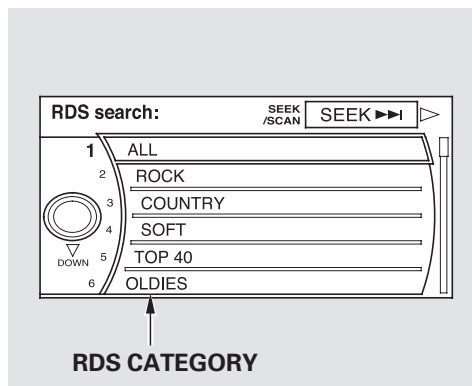 RDS search:
SEEK
/SCAN
SEEK
1 ALL
2 ROCK
3 COUNTRY
4 SOFT
DOWN
5 TOP 40
6 OLDIES
RDS CATEGORY